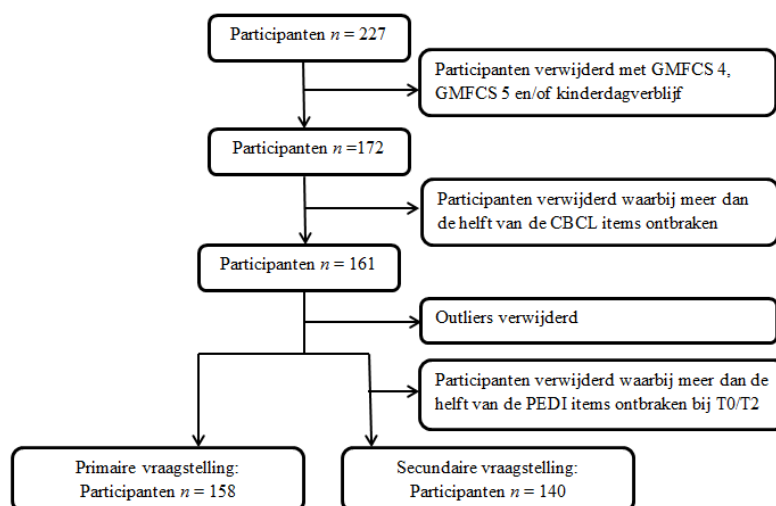 Participanten n = 227
Participanten verwijderd met GMFCS 4,
GMFCS 5 en/of kinderdagverblijf
Participanten n =172
Participanten verwijderd waarbij meer dan
de helft van de CBCL items ontbraken
Participanten n = 161
Outliers verwijderd
Participanten verwijderd waarbij meer dan de
helft van de PEDI items ontbraken bij T0/T2
Primaire vraagstelling:
Participanten n = 158
Secundaire vraagstelling:
Participanten n = 140